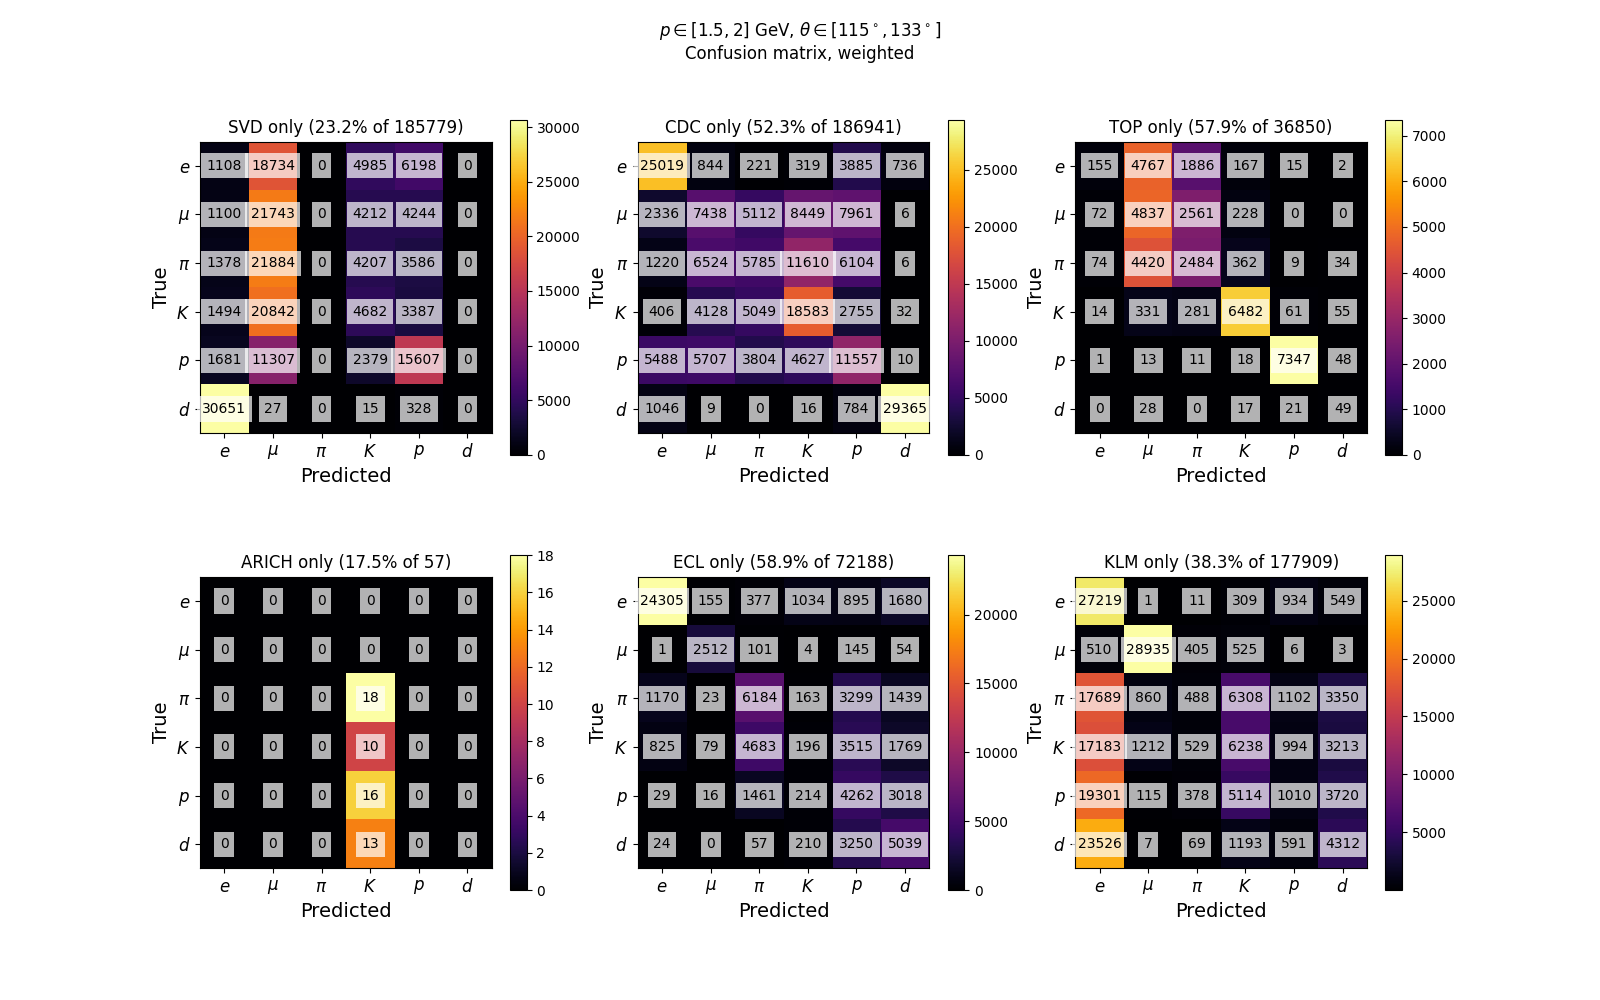 p ∈ [1.5, 2] GeV, θ ∈ [115°, 133°]
Confusion matrix, weighted
SVD only (23.2% of 185779)
True
e 1108 18734 0 4985 6198 0
μ 1100 21743 0 4212 4244 0
π 1378 21884 0 4207 3586 0
K 1494 20842 0 4682 3387 0
p 1681 11307 0 2379 15607 0
d 30651 27 0 15 328 0
e μ π K p d
Predicted
30000
25000
20000
15000
10000
5000
0
CDC only (52.3% of 186941)
True
e 25019 844 221 319 3885 736
μ 2336 7438 5112 8449 7961 6
π 1220 6524 5785 11610 6104 6
K 406 4128 5049 18583 2755 32
p 5488 5707 3804 4627 11557 10
d 1046 9 0 16 784 29365
e μ π K p d
Predicted
25000
20000
15000
10000
5000
0
TOP only (57.9% of 36850)
True
e 155 4767 1886 167 15 2
μ 72 4837 2561 228 0 0
π 74 4420 2484 362 9 34
K 14 331 281 6482 61 55
p 1 13 11 18 7347 48
d 0 28 0 17 21 49
e μ π K p d
Predicted
7000
6000
5000
4000
3000
2000
1000
0
ARICH only (17.5% of 57)
True
e 0 0 0 0 0 0
μ 0 0 0 0 0 0
π 0 0 0 18 0 0
K 0 0 0 10 0 0
p 0 0 0 16 0 0
d 0 0 0 13 0 0
e μ π K p d
Predicted
18
16
14
12
10
8
6
4
2
0
ECL only (58.9% of 72188)
True
e 24305 155 377 1034 895 1680
μ 1 2512 101 4 145 54
π 1170 23 6184 163 3299 1439
K 825 79 4683 196 3515 1769
p 29 16 1461 214 4262 3018
d 24 0 57 210 3250 5039
e μ π K p d
Predicted
20000
15000
10000
5000
0
KLM only (38.3% of 177909)
True
e 27219 1 11 309 934 549
μ 510 28935 405 525 6 3
π 17689 860 488 6308 1102 3350
K 17183 1212 529 6238 994 3213
p 19301 115 378 5114 1010 3720
d 23526 7 69 1193 591 4312
e μ π K p d
Predicted
25000
20000
15000
10000
5000